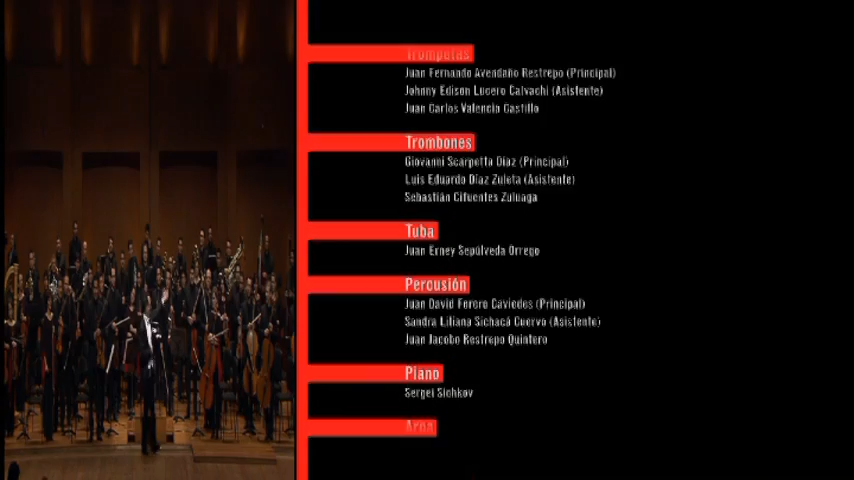 Trompetas
Juan Fernando Avendaño Restrepo (Principal)
Johnny Edison Lucero Calvachi (Asistente)
Juan Carlos Valencia Castillo
Trombones
Giovanni Scarpetta Díaz (Principal)
Luis Eduardo Díaz Zuleta (Asistente)
Sebastián Cifuentes Zuluaga
Tuba
Juan Erney Sepúlveda Orrego
Percusión
Juan David Forero Caviedes (Principal)
Sandra Liliana Sichacá Cuervo (Asistente)
Juan Jacobo Restrepo Quintero
Piano
Sergei Sichkov
Arpa